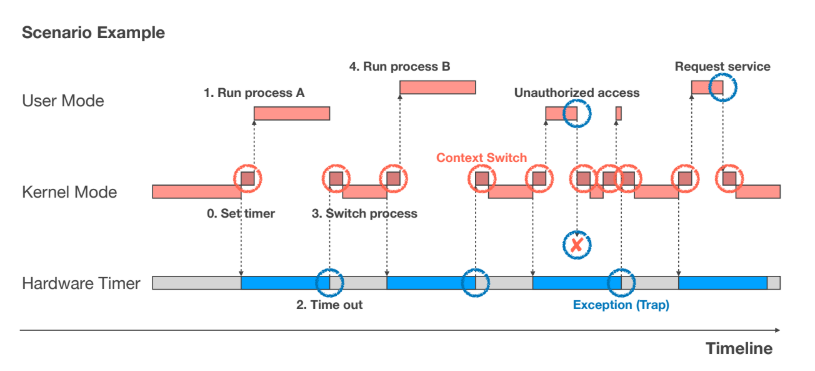 Scenario Example
4. Run process B
Request service
User Mode
1. Run process A
Unauthorized access
Context Switch
Kernel Mode
0. Set timer
3. Switch process
✘
Hardware Timer
2. Time out
Exception (Trap)
Timeline